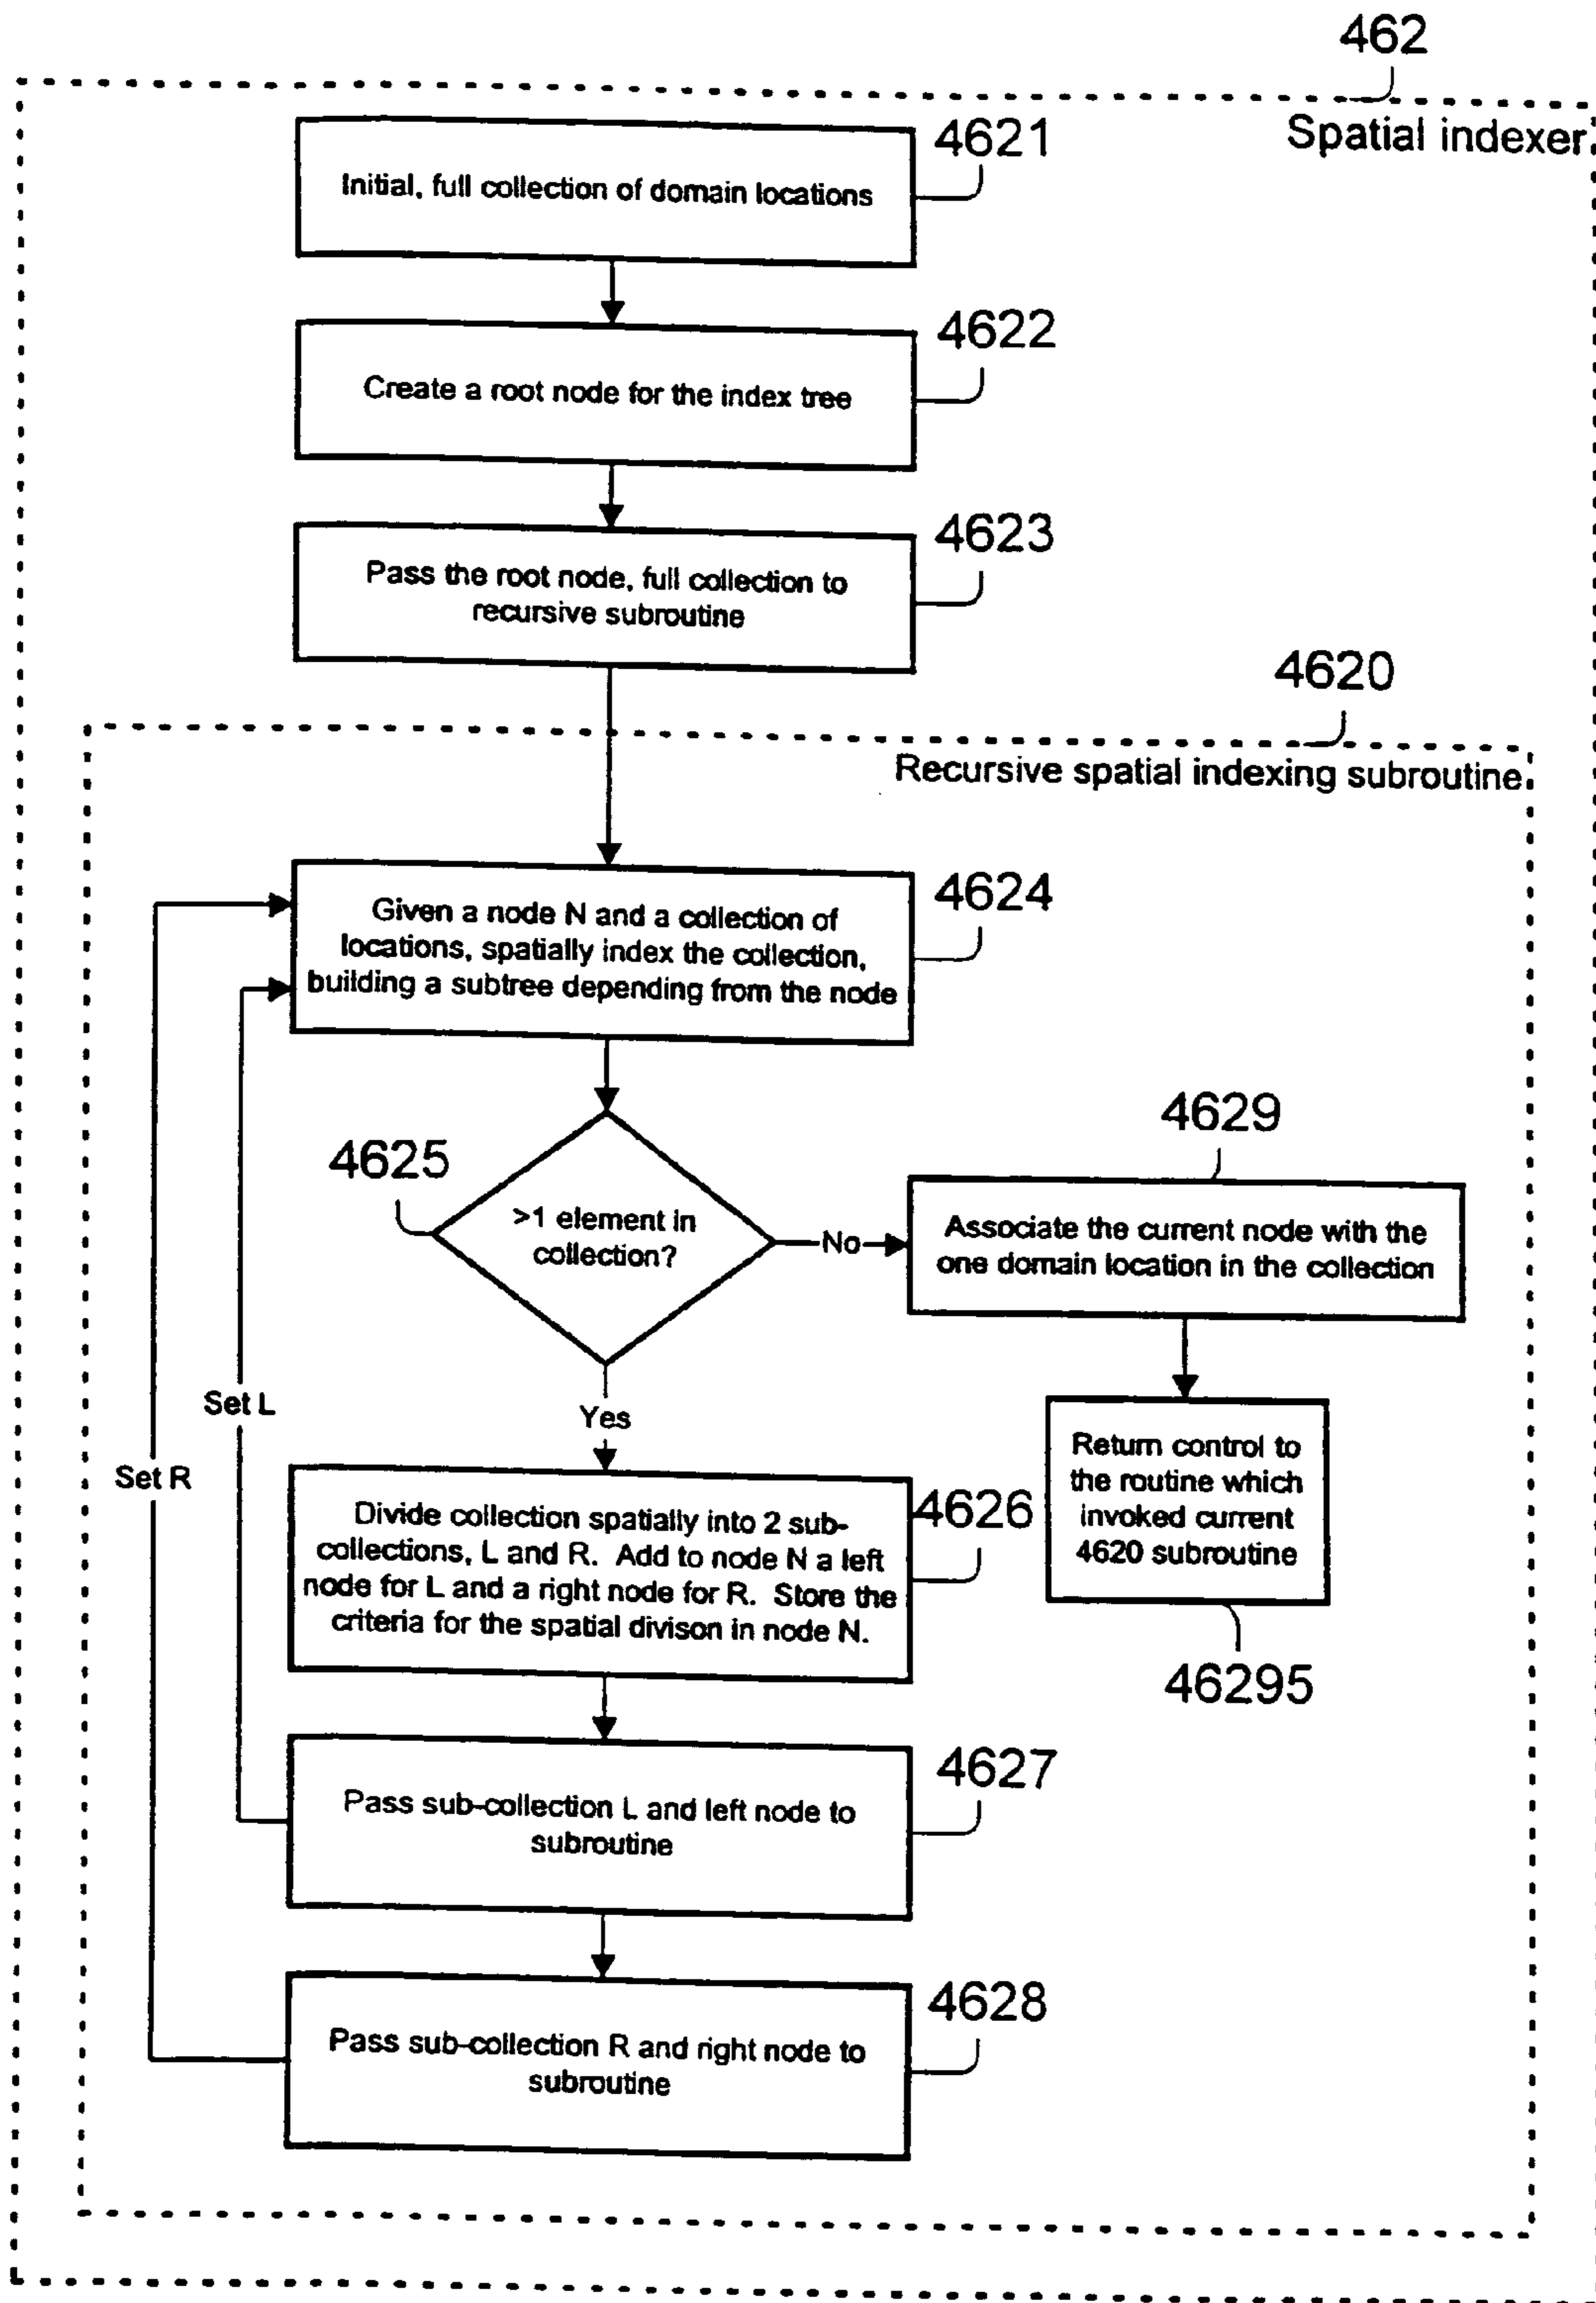 462
Spatial indexer
4621
Initial, full collection of domain locations
4622
Create a root node for the index tree
4623
Pass the root node, full collection to
recursive subroutine
4620
Recursive spatial indexing subroutine
4624
Given a node N and a collection of
locations, spatially index the collection,
building a subtree depending from the node
4625
>1 element in
collection?
No
4629
Associate the current node with the
one domain location in the collection
Yes
Set L
Set R
Return control to
the routine which
invoked current
4620 subroutine
46295
4626
Divide collection spatially into 2 sub-
collections, L and R. Add to node N a left
node for L and a right node for R. Store the
criteria for the spatial divison in node N.
4627
Pass sub-collection L and left node to
subroutine
4628
Pass sub-collection R and right node to
subroutine